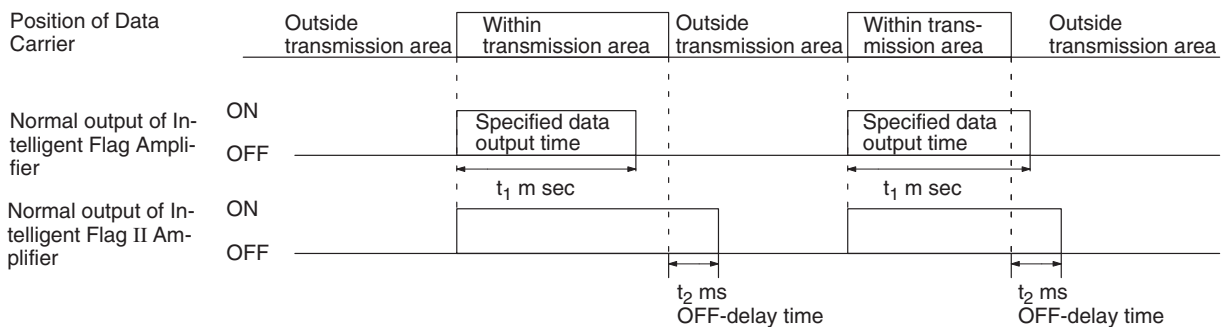 Position of Data
Carrier
Outside
transmission area
Within
transmission area
Outside
transmission area
Within trans-
mission area
Outside
transmission area
Normal output of In-
telligent Flag Ampli-
fier
ON
OFF
Specified data
output time
Specified data
output time
t1 m sec
t1 m sec
Normal output of In-
telligent Flag II Am-
plifier
ON
OFF
t2 ms
OFF-delay time
t2 ms
OFF-delay time